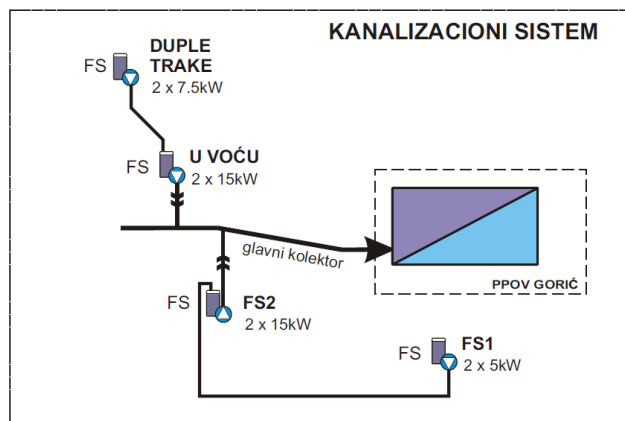 KANALIZACIONI SISTEM
DUPLE
TRAKE
FS
2 x 7.5kW
U VOĆU
FS
2 x 15kW
glavni kolektor
PPOV GORIĆ
FS
FS2
2 x 15kW
FS1
FS
2 x 5kW